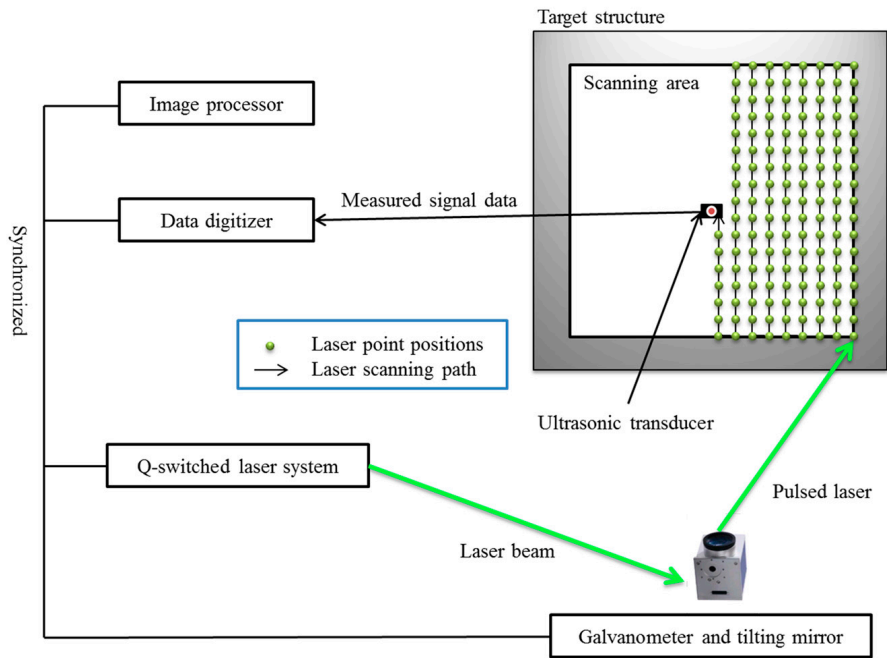 Target structure
Image processor
Scanning area
Measured signal data
Data digitizer
Synchronized
Laser point positions
Laser scanning path
Ultrasonic transducer
Q-switched laser system
Pulsed laser
Laser beam
Galvanometer and tilting mirror